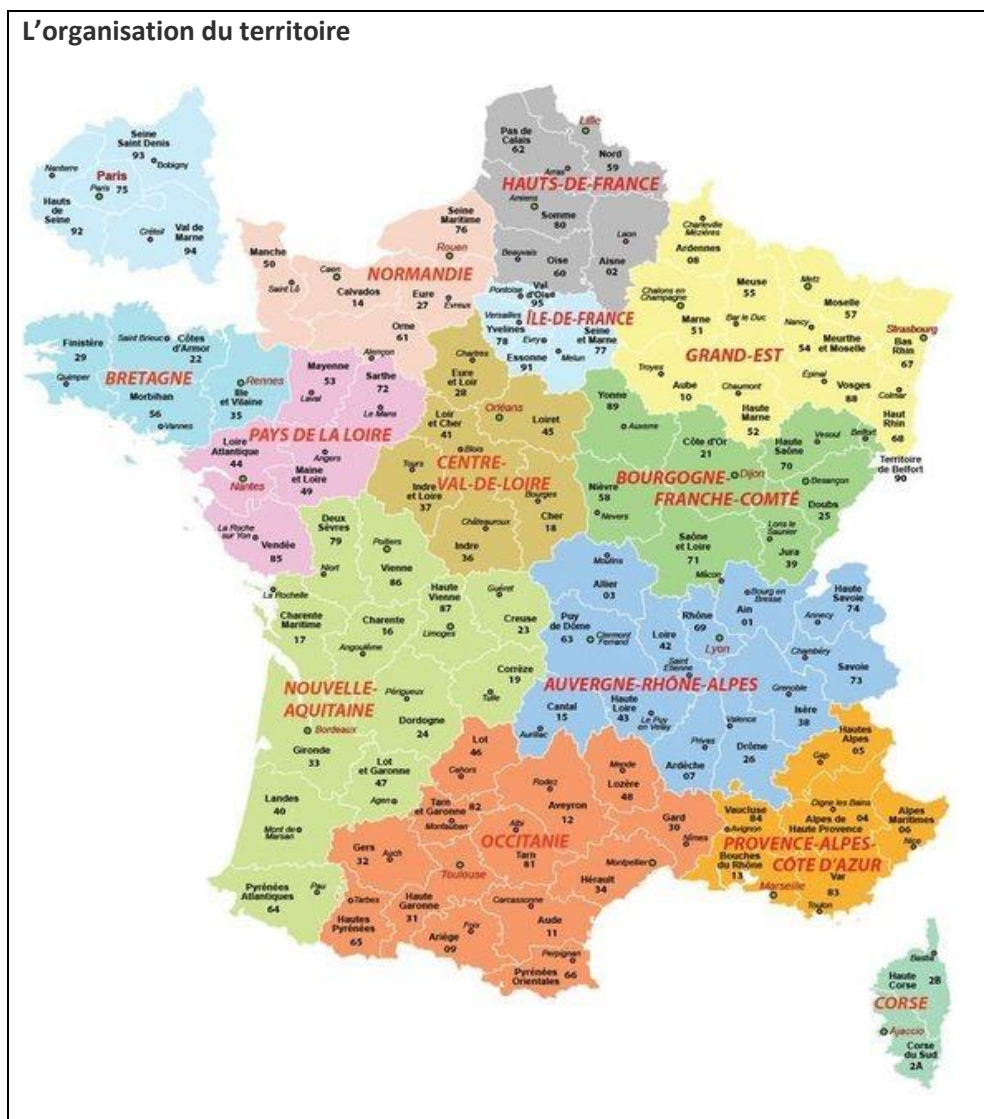 L’organisation du territoire
Seine
Saint Denis
93
Nanterre
Bobigny
Paris
Paris
75
Hauts
de
Seine
92
Créteil
Val de
Marne
94
Lille
Pas de
Calais
62
Nord
59
Arras
HAUTS-DE-FRANCE
Amiens
Somme
80
Laon
Beauvais
Oise
60
Aisne
02
Seine
Maritime
76
Rouen
Manche
50
Caen
NORMANDIE
Saint Lô
Calvados
14
Eure
27
Evreux
Orne
61
Alençon
Pontoise
Val
d'Oise
95
ÎLE-DE-FRANCE
Versailles
Yvelines
78
Evry
Seine
et Marne
77
Essonne
91
Melun
Charleville
Mézières
Ardennes
08
Meuse
55
Metz
Moselle
57
Chalons en
Champagne
Marne
51
Bar le Duc
Nancy
Strasbourg
54
Meurthe
et Moselle
Bas
Rhin
67
GRAND-EST
Troyes
Aube
10
Chaumont
Épinal
Vosges
88
Colmar
Haute
Marne
52
Haut
Rhin
68
Territoire
de Belfort
90
Finistère
29
Saint Brieuc
Côtes
d'Armor
22
Quimper
BRETAGNE
Rennes
Morbihan
56
Ille
et Vilaine
35
Vannes
Mayenne
53
Sarthe
72
Laval
Le Mans
PAYS DE LA LOIRE
Loire
Atlantique
44
Angers
Nantes
Maine
et Loire
49
La Roche
sur Yon
Vendée
85
Chartres
Eure
et Loir
28
Orléans
Loir
et Cher
41
Loiret
45
Blois
Tours
CENTRE-
VAL-DE-LOIRE
Indre
et Loire
37
Bourges
Cher
18
Châteauroux
Indre
36
Yonne
89
Auxerre
Côte d'Or
21
Haute
Saône
70
Vesoul
Belfort
BOURGOGNE-
FRANCHE-COMTÉ
Dijon
Besançon
Nièvre
58
Nevers
Doubs
25
Saône
et Loire
71
Lons le
Saunier
Jura
39
Mâcon
Deux
Sèvres
79
Poitiers
Niort
Vienne
86
La Rochelle
Haute
Vienne
87
Guéret
Charente
Maritime
17
Charente
16
Limoges
Creuse
23
Angoulême
Corrèze
19
NOUVELLE-
AQUITAINE
Périgueux
Tulle
Bordeaux
Dordogne
24
Gironde
33
Lot
et Garonne
47
Agen
Landes
40
Mont de
Marsan
Pyrénées
Atlantiques
64
Pau
Moulins
Allier
03
Bourg en
Bresse
Haute
Savoie
74
Puy
de Dôme
63
Clermont
Ferrand
Rhône
69
Ain
01
Annecy
Loire
42
Lyon
Chambéry
Saint
Etienne
Savoie
73
AUVERGNE-RHÔNE-ALPES
Grenoble
Cantal
15
Haute
Loire
43
Le Puy
en Velay
Isère
38
Aurillac
Valence
Privas
Drôme
26
Ardèche
07
Lot
46
Cahors
Rodez
Mende
Lozère
48
Tarn
et Garonne
82
Montauban
Aveyron
12
Gard
30
Albi
Nîmes
Gers
32
Auch
OCCITANIE
Toulouse
Tarn
81
Montpellier
Hérault
34
Tarbes
Haute
Garonne
31
Carcassonne
Hautes
Pyrénées
65
Foix
Ariège
09
Aude
11
Perpignan
Pyrénées
Orientales
66
Hautes
Alpes
05
Gap
Vaucluse
84
Digne les Bains
Avignon
Alpes de
Haute Provence
04
Alpes
Maritimes
06
PROVENCE-ALPES-
CÔTE D'AZUR
Nice
Bouches
du Rhône
13
Marseille
Var
83
Toulon
Bastia
Haute
Corse
2B
CORSE
Ajaccio
Corse
du Sud
2A